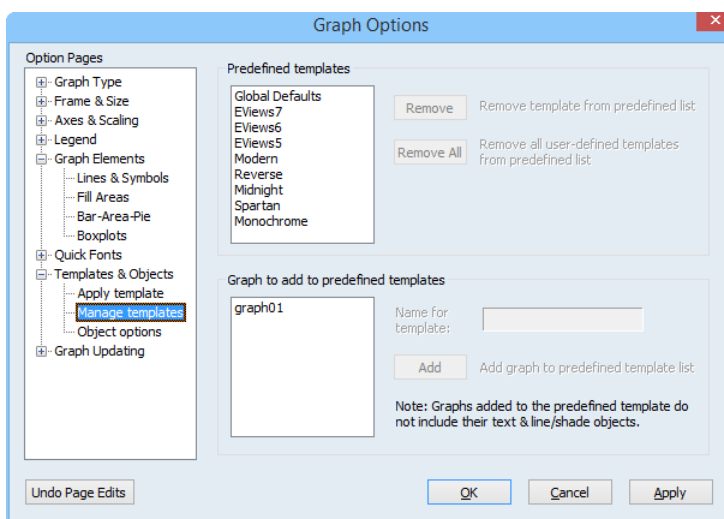 Graph Options
Option Pages
Graph Type
Frame & Size
Axes & Scaling
Legend
Graph Elements
Lines & Symbols
Fill Areas
Bar-Area-Pie
Boxplots
Quick Fonts
Templates & Objects
Apply template
Manage templates
Object options
Graph Updating
Predefined templates
Global Defaults
EViews7
EViews6
EViews5
Modern
Reverse
Midnight
Spartan
Monochrome
Remove
Remove template from predefined list
Remove All
Remove all user-defined templates
from predefined list
Graph to add to predefined templates
graph01
Name for
template:
Add
Add graph to predefined template list
Note: Graphs added to the predefined template do
not include their text & line/shade objects.
Undo Page Edits
OK
Cancel
Apply